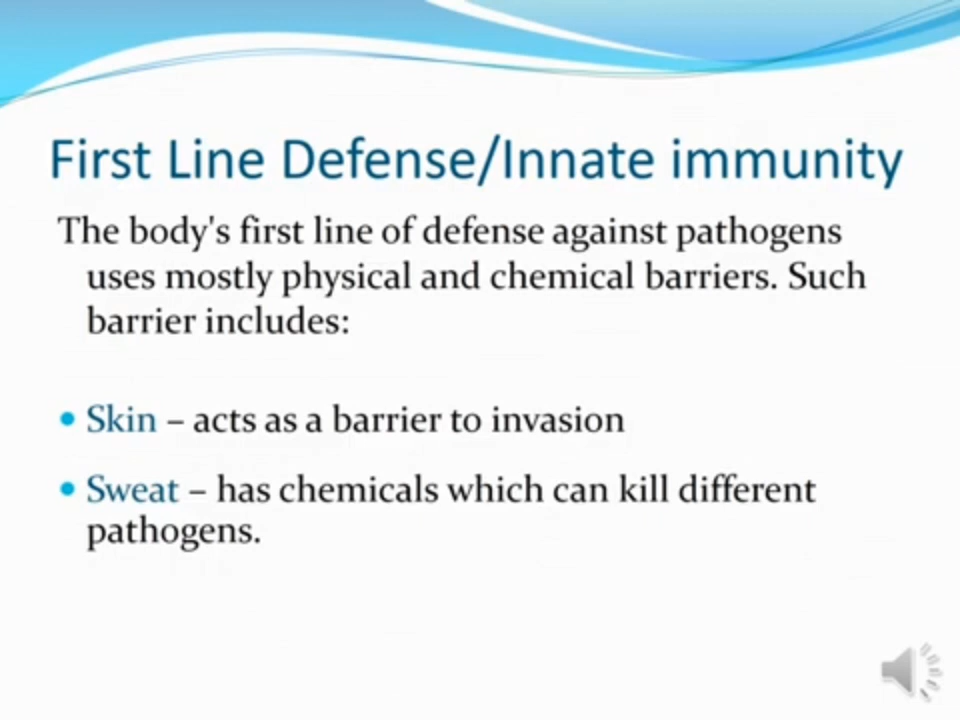 First Line Defense/Innate immunity
The body's first line of defense against pathogens
uses mostly physical and chemical barriers. Such
barrier includes:
• Skin – acts as a barrier to invasion
• Sweat – has chemicals which can kill different
pathogens.